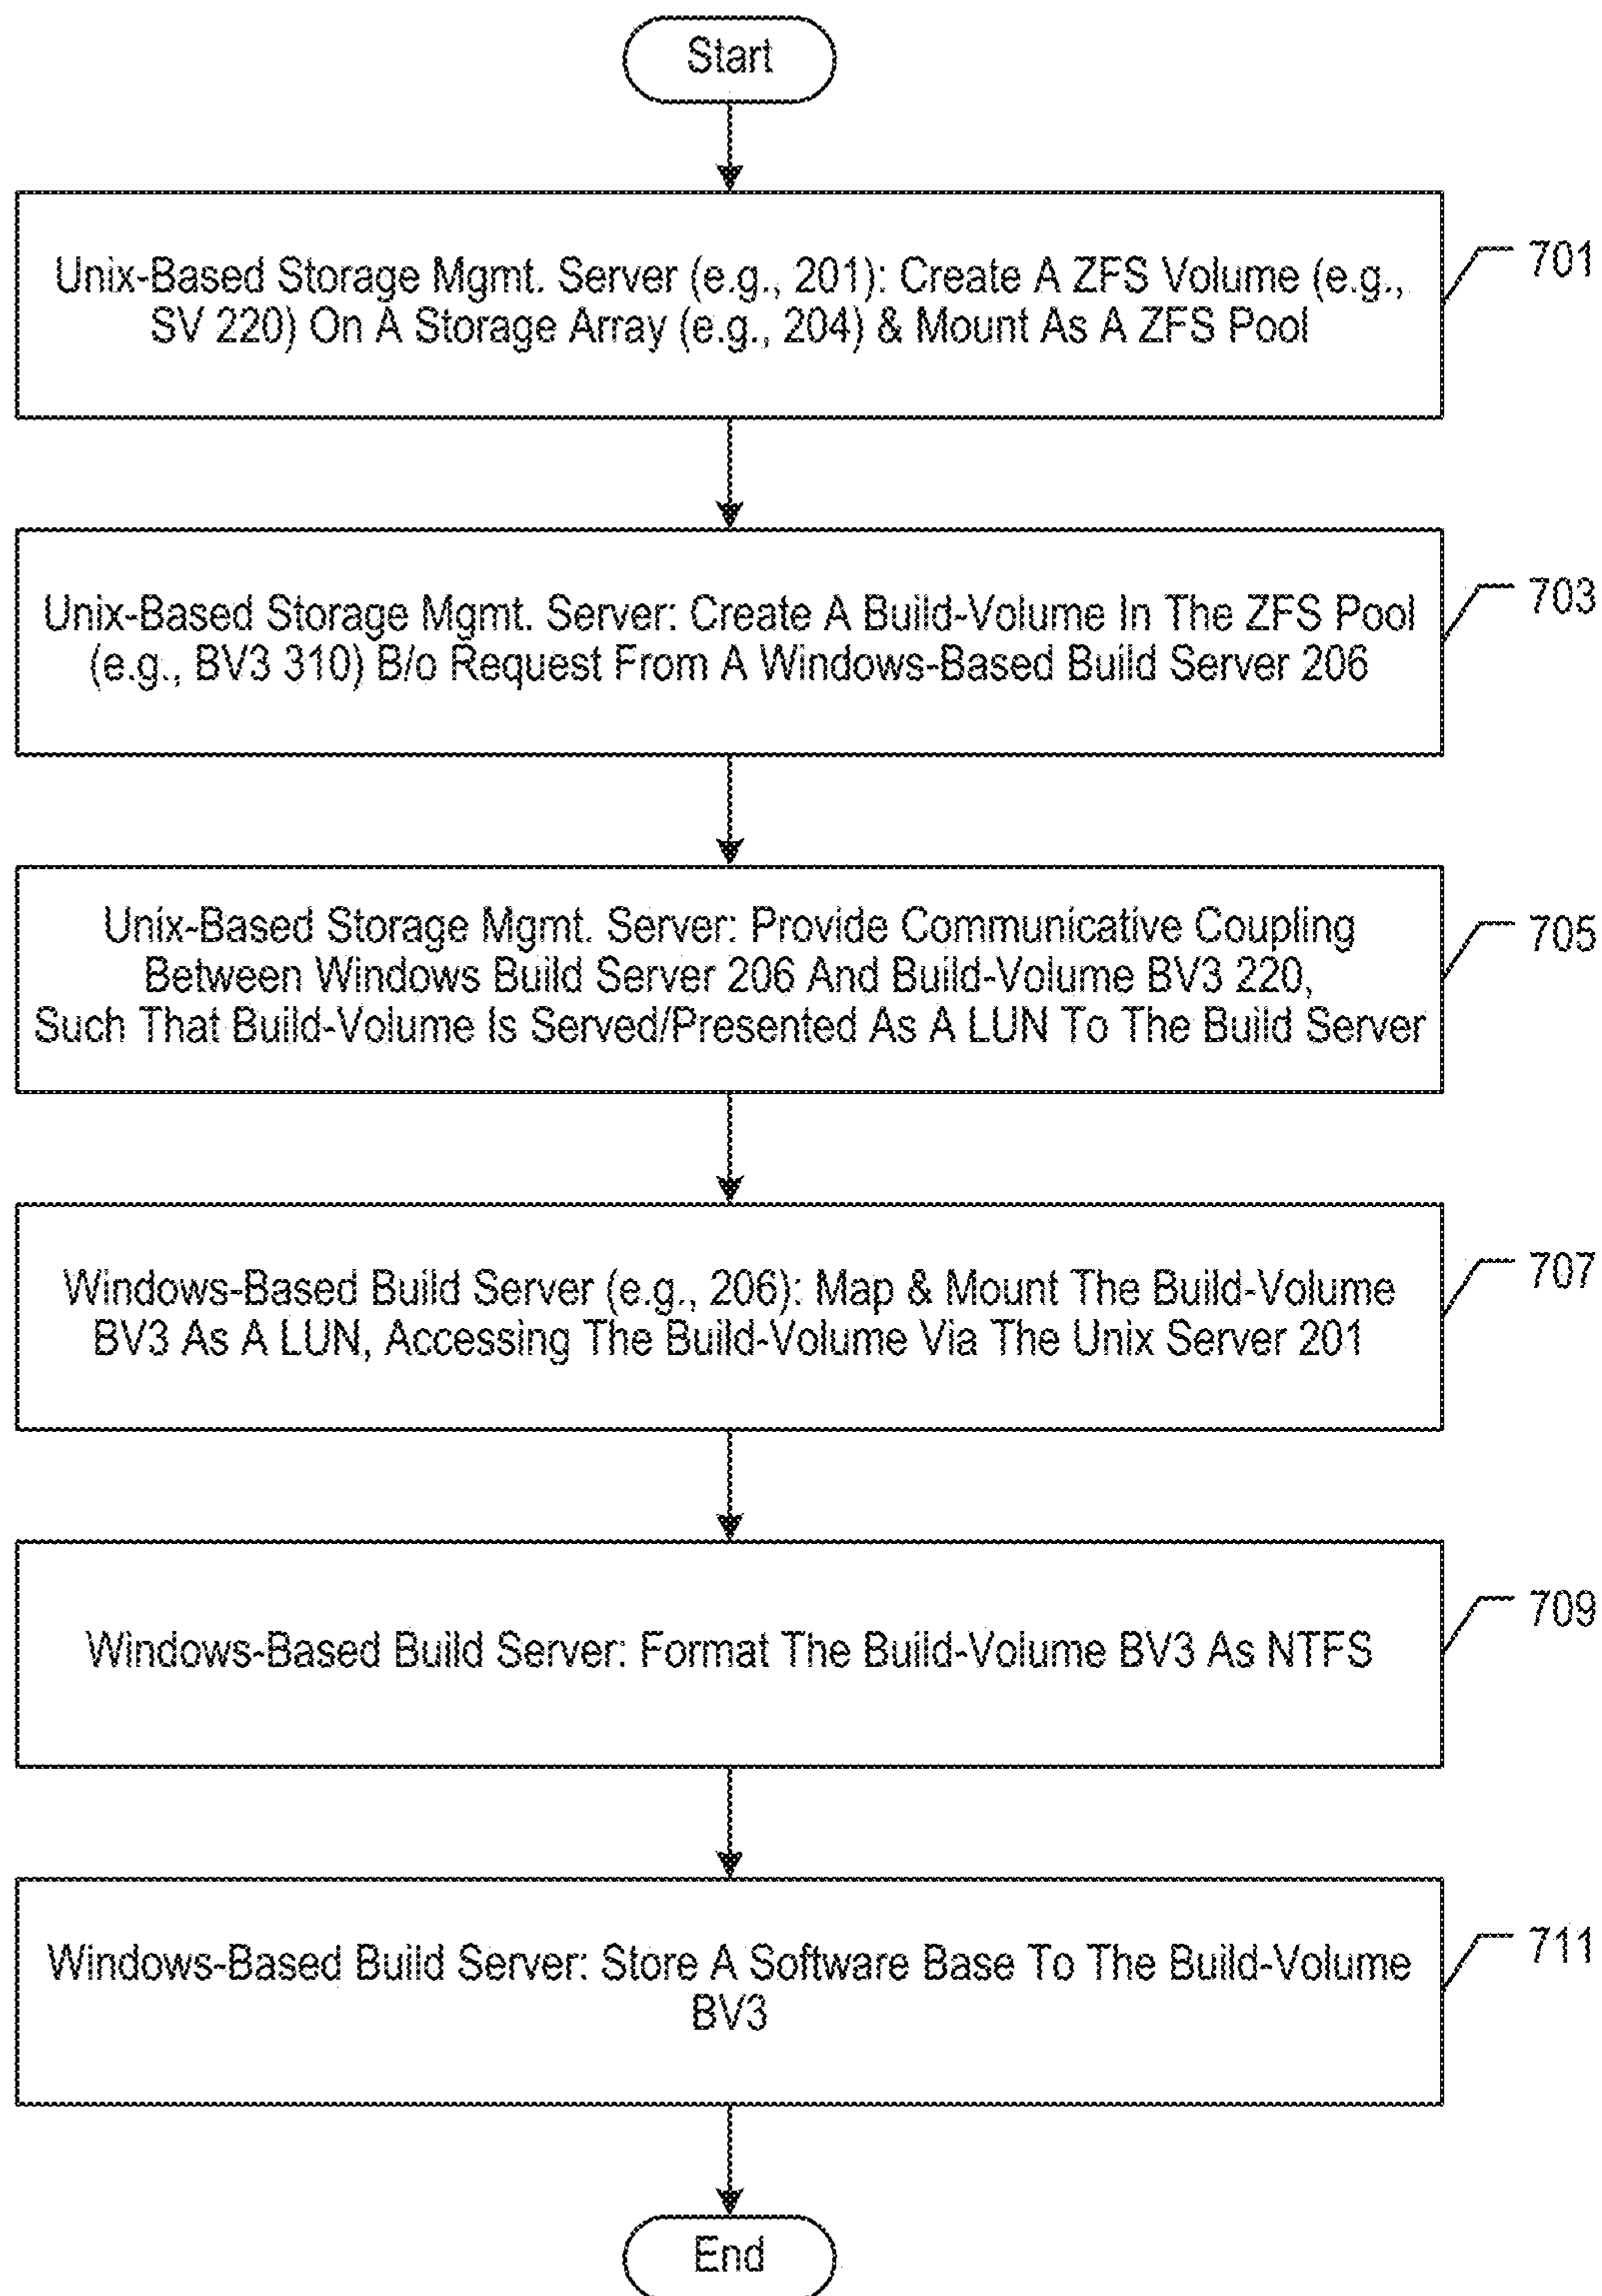 Start
Unix-Based Storage Mgmt. Server (e.g., 201): Create A ZFS Volume (e.g.,
SV 220) On A Storage Array (e.g., 204) & Mount As A ZFS Pool
701
Unix-Based Storage Mgmt. Server: Create A Build-Volume In The ZFS Pool
(e.g., BV3 310) B/o Request From A Windows-Based Build Server 206
703
Unix-Based Storage Mgmt. Server: Provide Communicative Coupling
Between Windows Build Server 206 And Build-Volume BV3 220,
Such That Build-Volume Is Served/Presented As A LUN To The Build Server
705
Windows-Based Build Server (e.g., 206): Map & Mount The Build-Volume
BV3 As A LUN, Accessing The Build-Volume Via The Unix Server 201
707
Windows-Based Build Server: Format The Build-Volume BV3 As NTFS
709
Windows-Based Build Server: Store A Software Base To The Build-Volume
BV3
711
End